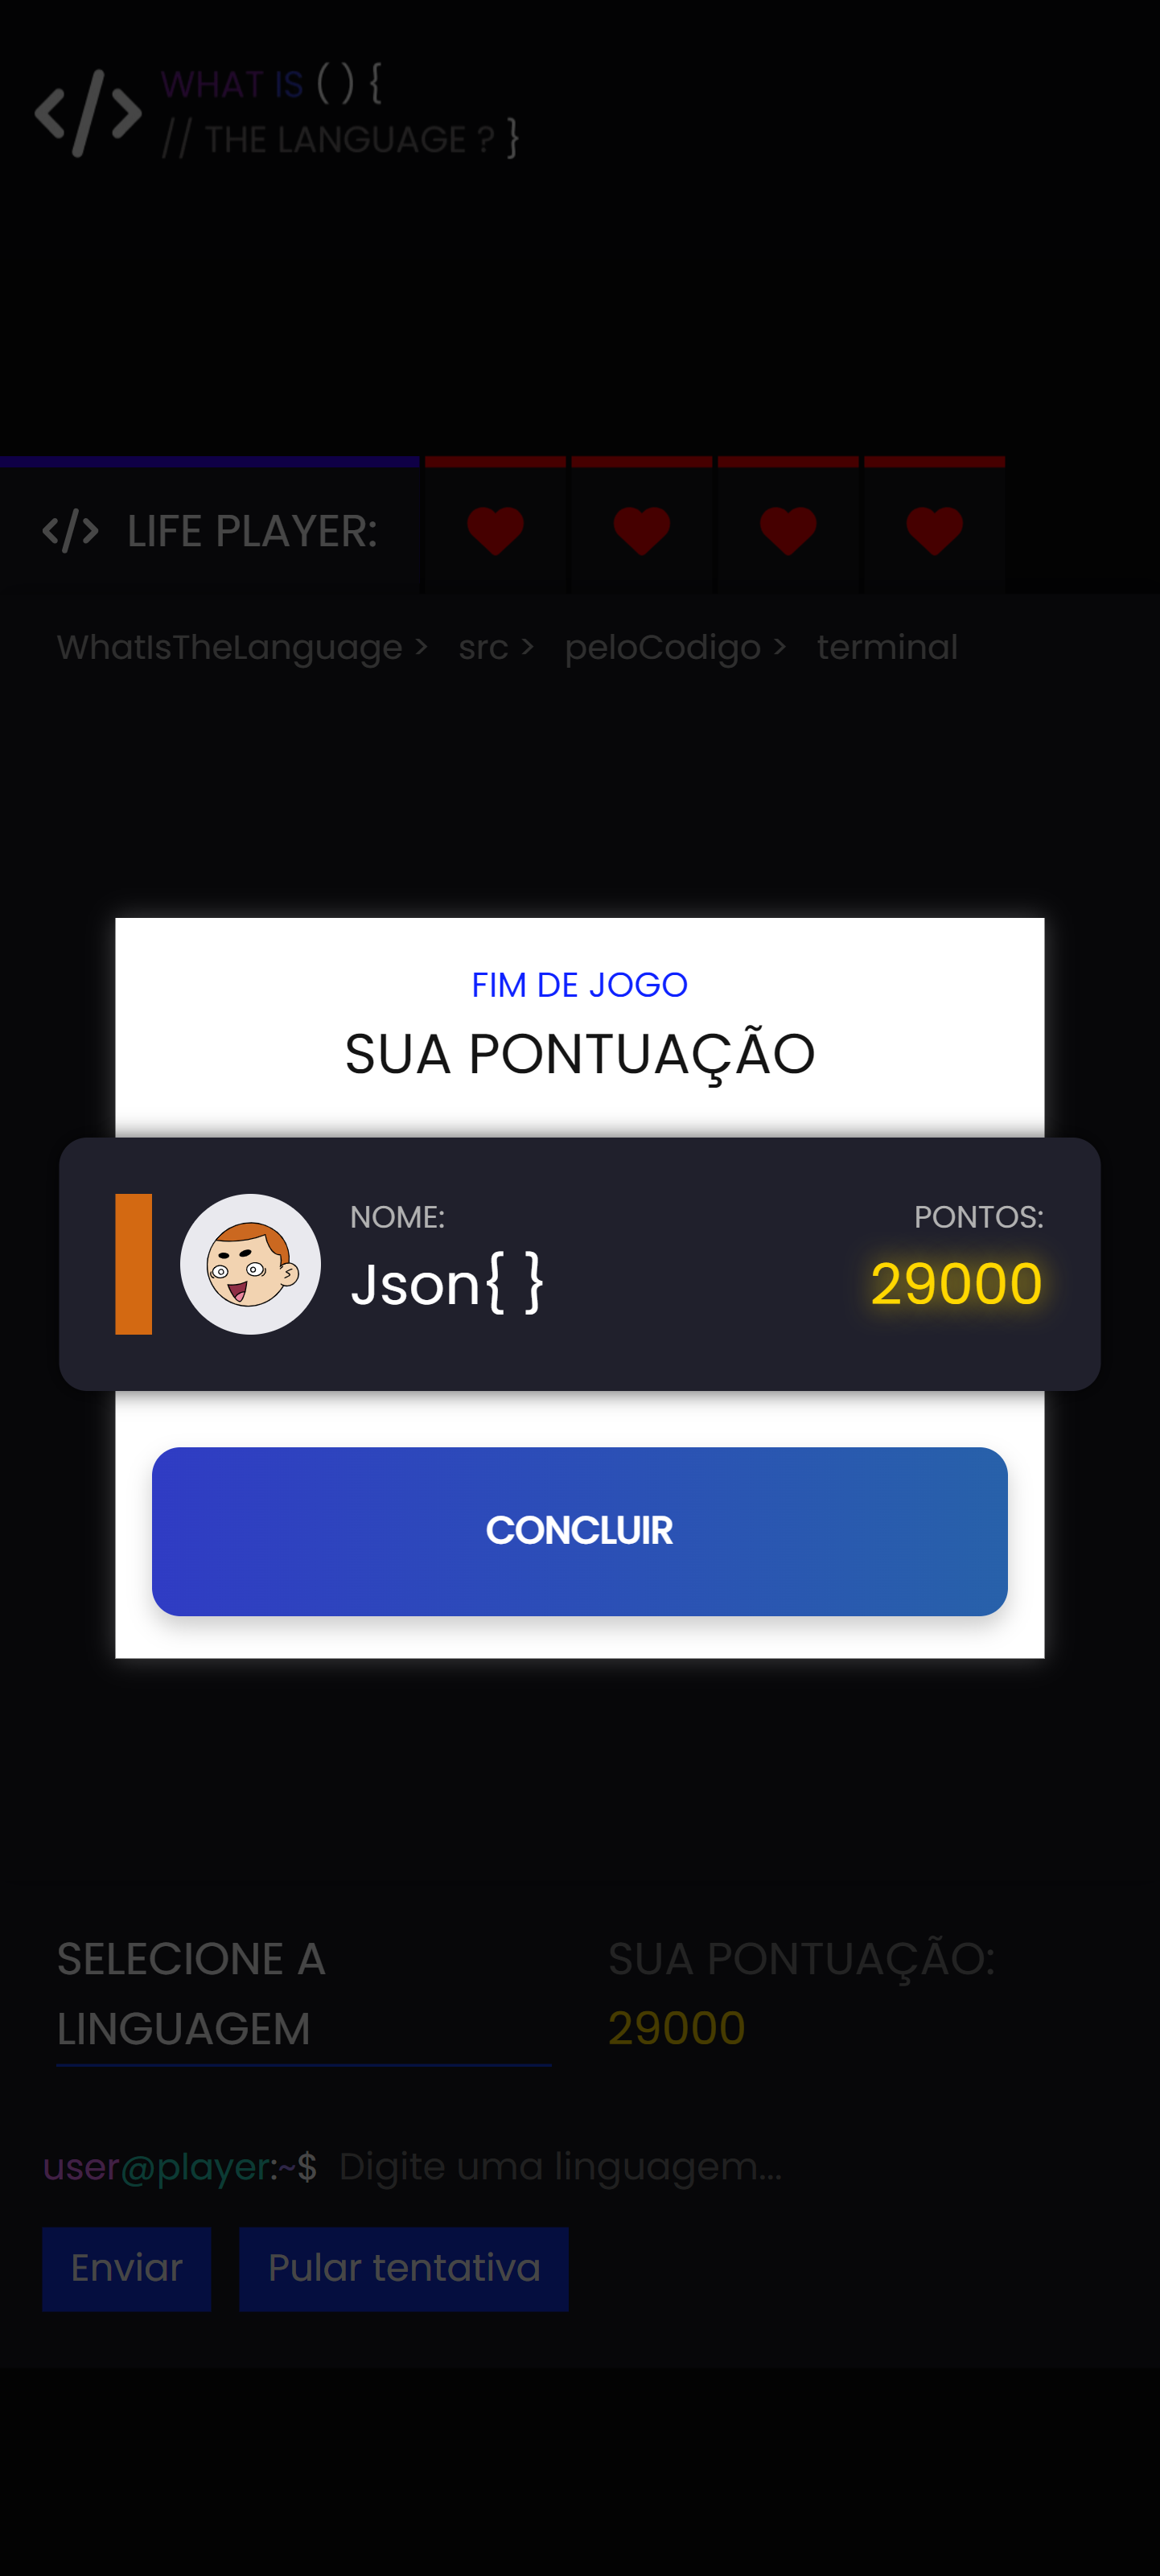 WHAT IS ( ) {
// THE LANGUAGE ? }
</> LIFE PLAYER:
WhatIsTheLanguage > src > peloCodigo > terminal
FIM DE JOGO
SUA PONTUAÇÃO
NOME:
Json{ }
PONTOS:
29000
CONCLUIR
SELECIONE A
LINGUAGEM
SUA PONTUAÇÃO:
29000
user@player:~$ Digite uma linguagem...
Enviar
Pular tentativa